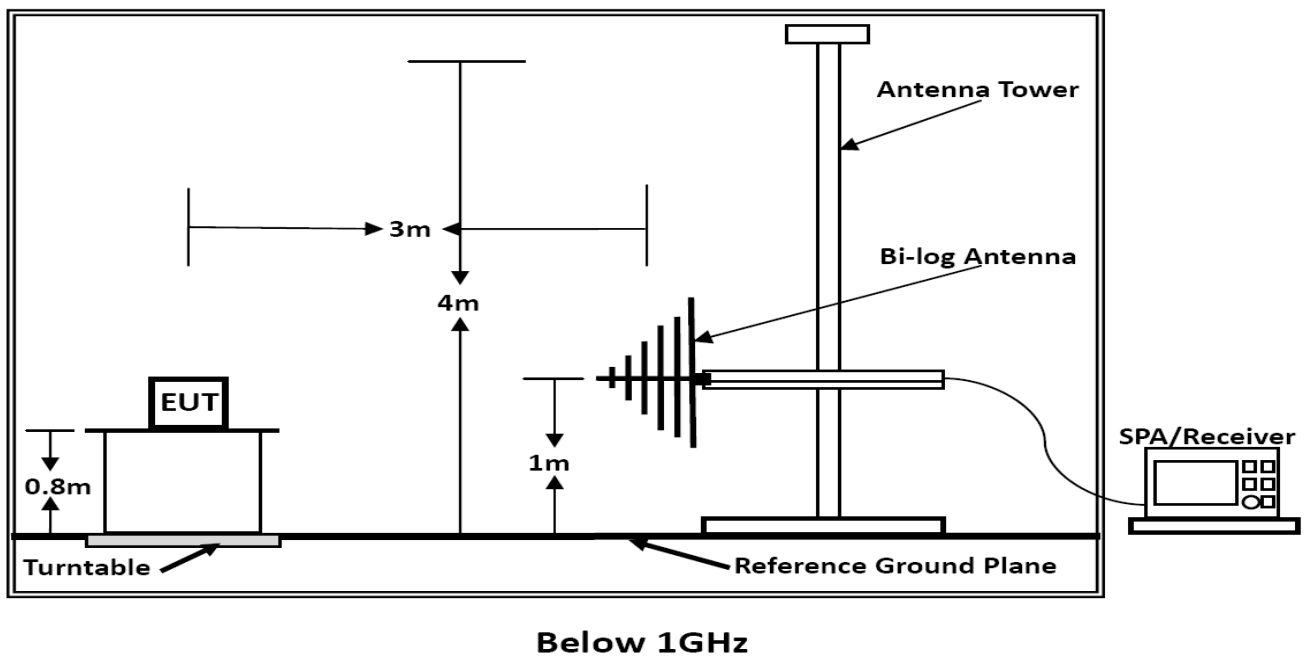 Antenna Tower
3m
Bi-log Antenna
4m
EUT
SPA/Receiver
1m
0.8m
Turntable
Reference Ground Plane
Below 1GHz